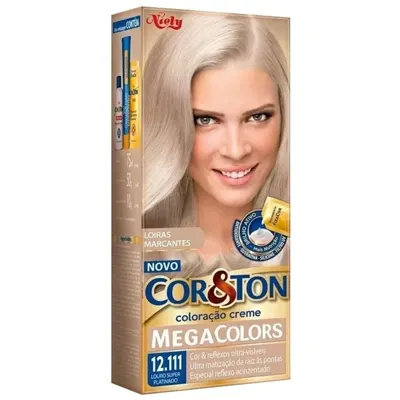 Niely
LOIRAS
MARCANTES
NOVO
COR&TON
coloração creme
MEGACOLORS
12.111
LOURO SUPER
PLATINADO
Cor & reflexos ultra-visíveis
Ultra matização da raiz às pontas
Especial reflexo acinzentado